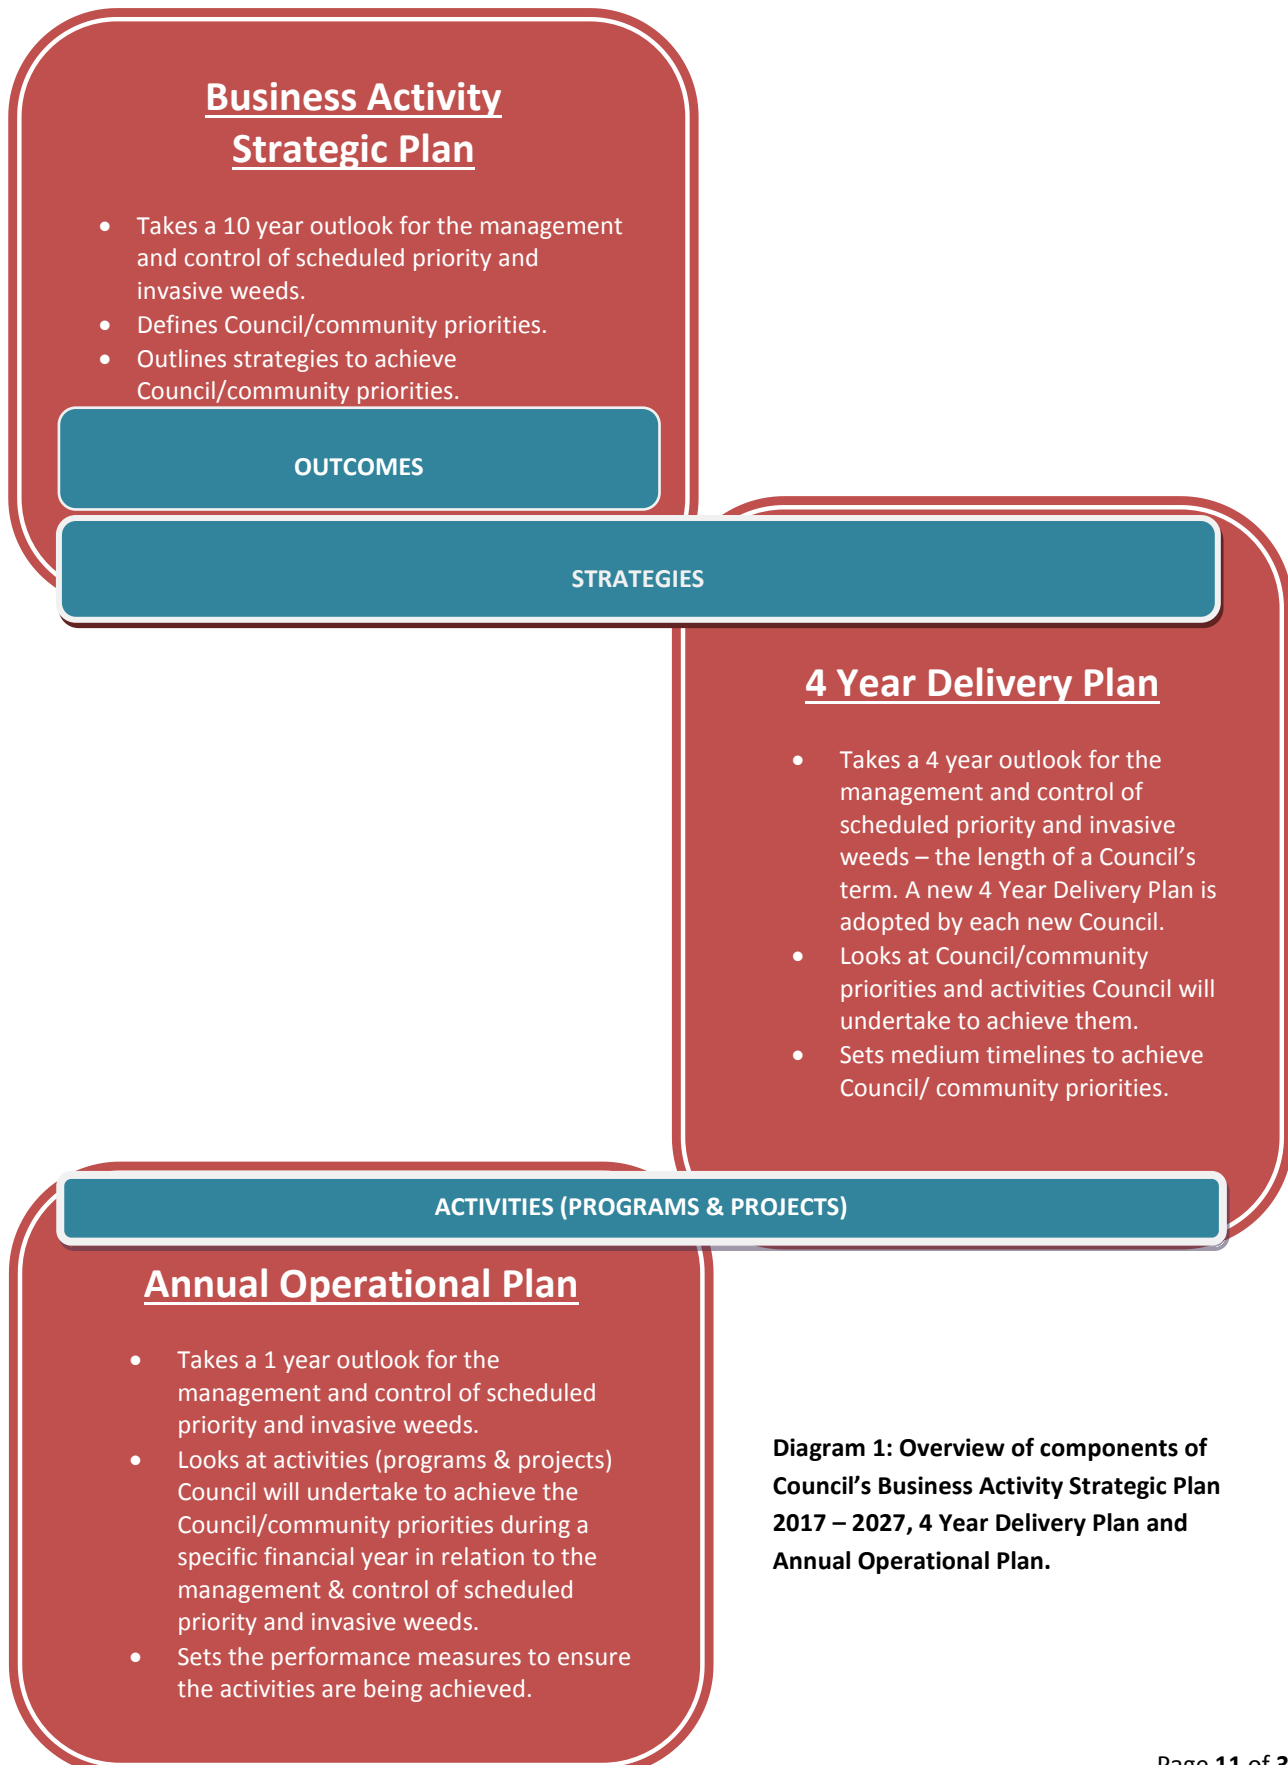 Business Activity
Strategic Plan
• Takes a 10 year outlook for the management
and control of scheduled priority and
invasive weeds.
• Defines Council/community priorities.
• Outlines strategies to achieve
Council/community priorities.
OUTCOMES
STRATEGIES
4 Year Delivery Plan
• Takes a 4 year outlook for the
management and control of
scheduled priority and invasive
weeds – the length of a Council’s
term. A new 4 Year Delivery Plan is
adopted by each new Council.
• Looks at Council/community
priorities and activities Council will
undertake to achieve them.
• Sets medium timelines to achieve
Council/ community priorities.
ACTIVITIES (PROGRAMS & PROJECTS)
Annual Operational Plan
• Takes a 1 year outlook for the
management and control of scheduled
priority and invasive weeds.
• Looks at activities (programs & projects)
Council will undertake to achieve the
Council/community priorities during a
specific financial year in relation to the
management & control of scheduled
priority and invasive weeds.
• Sets the performance measures to ensure
the activities are being achieved.
Diagram 1: Overview of components of
Council’s Business Activity Strategic Plan
2017 – 2027, 4 Year Delivery Plan and
Annual Operational Plan.
Page 11 of